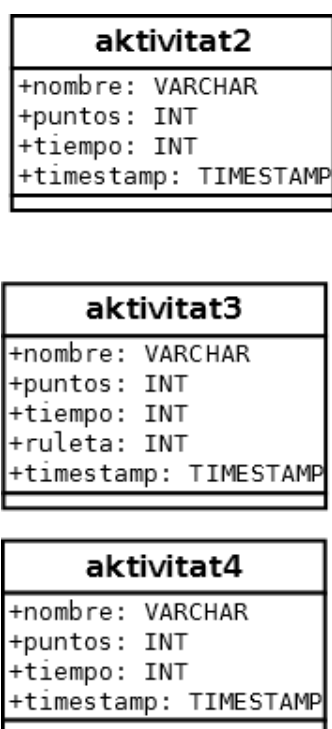 aktivitat2
+nombre: VARCHAR
+puntos: INT
+tiempo: INT
+timestamp: TIMESTAMP
aktivitat3
+nombre: VARCHAR
+puntos: INT
+tiempo: INT
+ruleta: INT
+timestamp: TIMESTAMP
aktivitat4
+nombre: VARCHAR
+puntos: INT
+tiempo: INT
+timestamp: TIMESTAMP